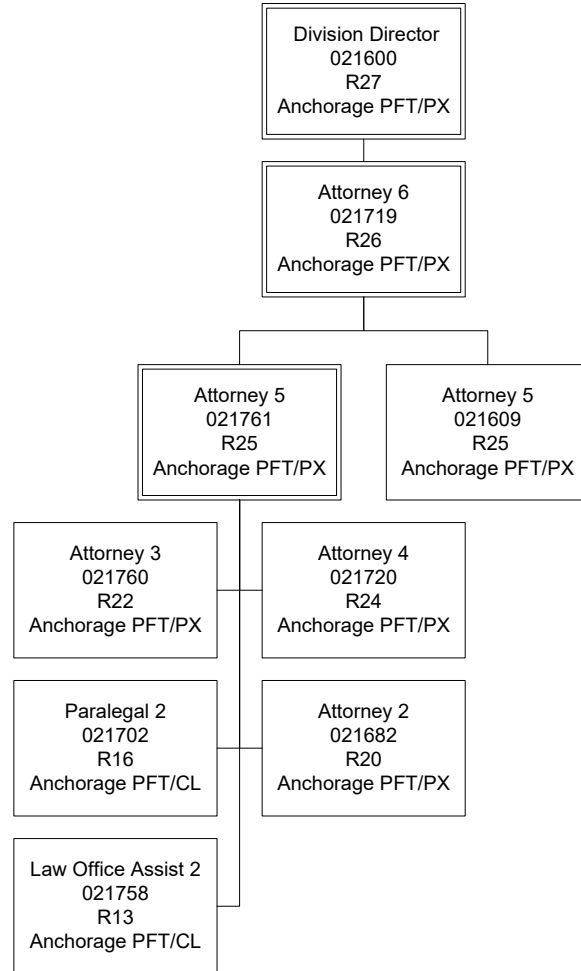 Division Director
021600
R27
Anchorage PFT/PX
Attorney 6
021719
R26
Anchorage PFT/PX
Attorney 5
021761
R25
Anchorage PFT/PX
Attorney 5
021609
R25
Anchorage PFT/PX
Attorney 3
021760
R22
Anchorage PFT/PX
Attorney 4
021720
R24
Anchorage PFT/PX
Paralegal 2
021702
R16
Anchorage PFT/CL
Attorney 2
021682
R20
Anchorage PFT/PX
Law Office Assist 2
021758
R13
Anchorage PFT/CL